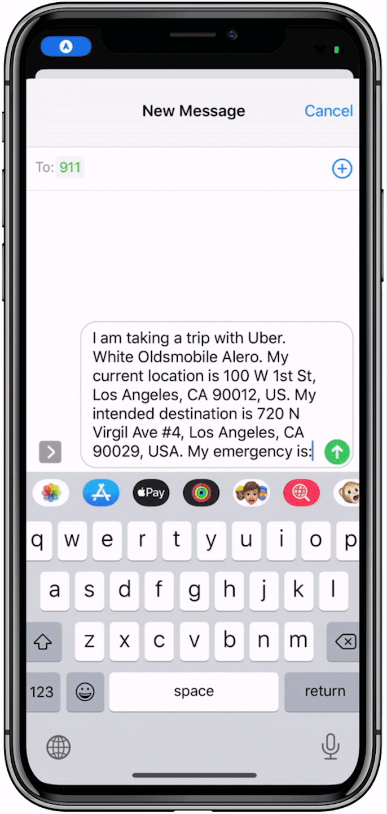 New Message
Cancel
To: 911
I am taking a trip with Uber.
White Oldsmobile Alero. My
current location is 100 W 1st St,
Los Angeles, CA 90012, US. My
intended destination is 720 N
Virgil Ave #4, Los Angeles, CA
90029, USA. My emergency is:
Pay
q w e r t y u i o p
a s d f g h j k l
z x c v b n m
123 space return